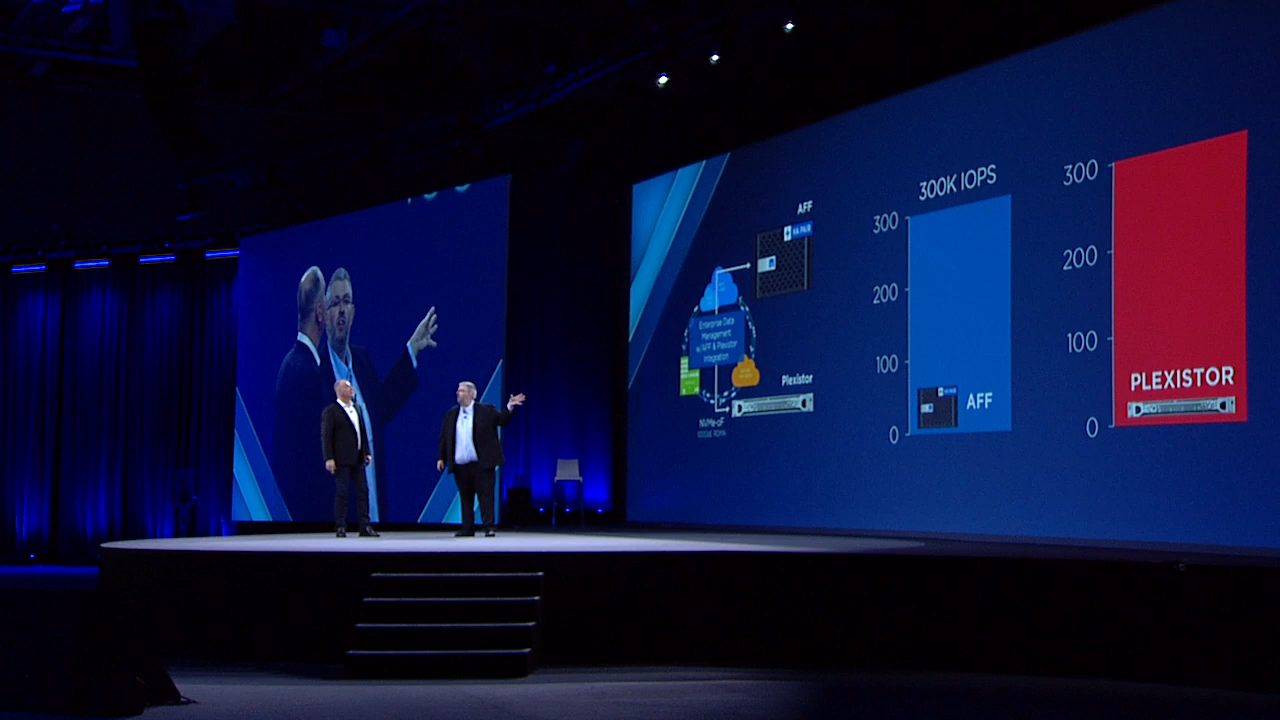 AFF
HA PAIR
Enterprise Data
Management
w/AFF & Plexistor
Integration
Plexistor
NVMe-oF
300K IOPS
300
200
100
0
AFF
300
200
100
0
PLEXISTOR